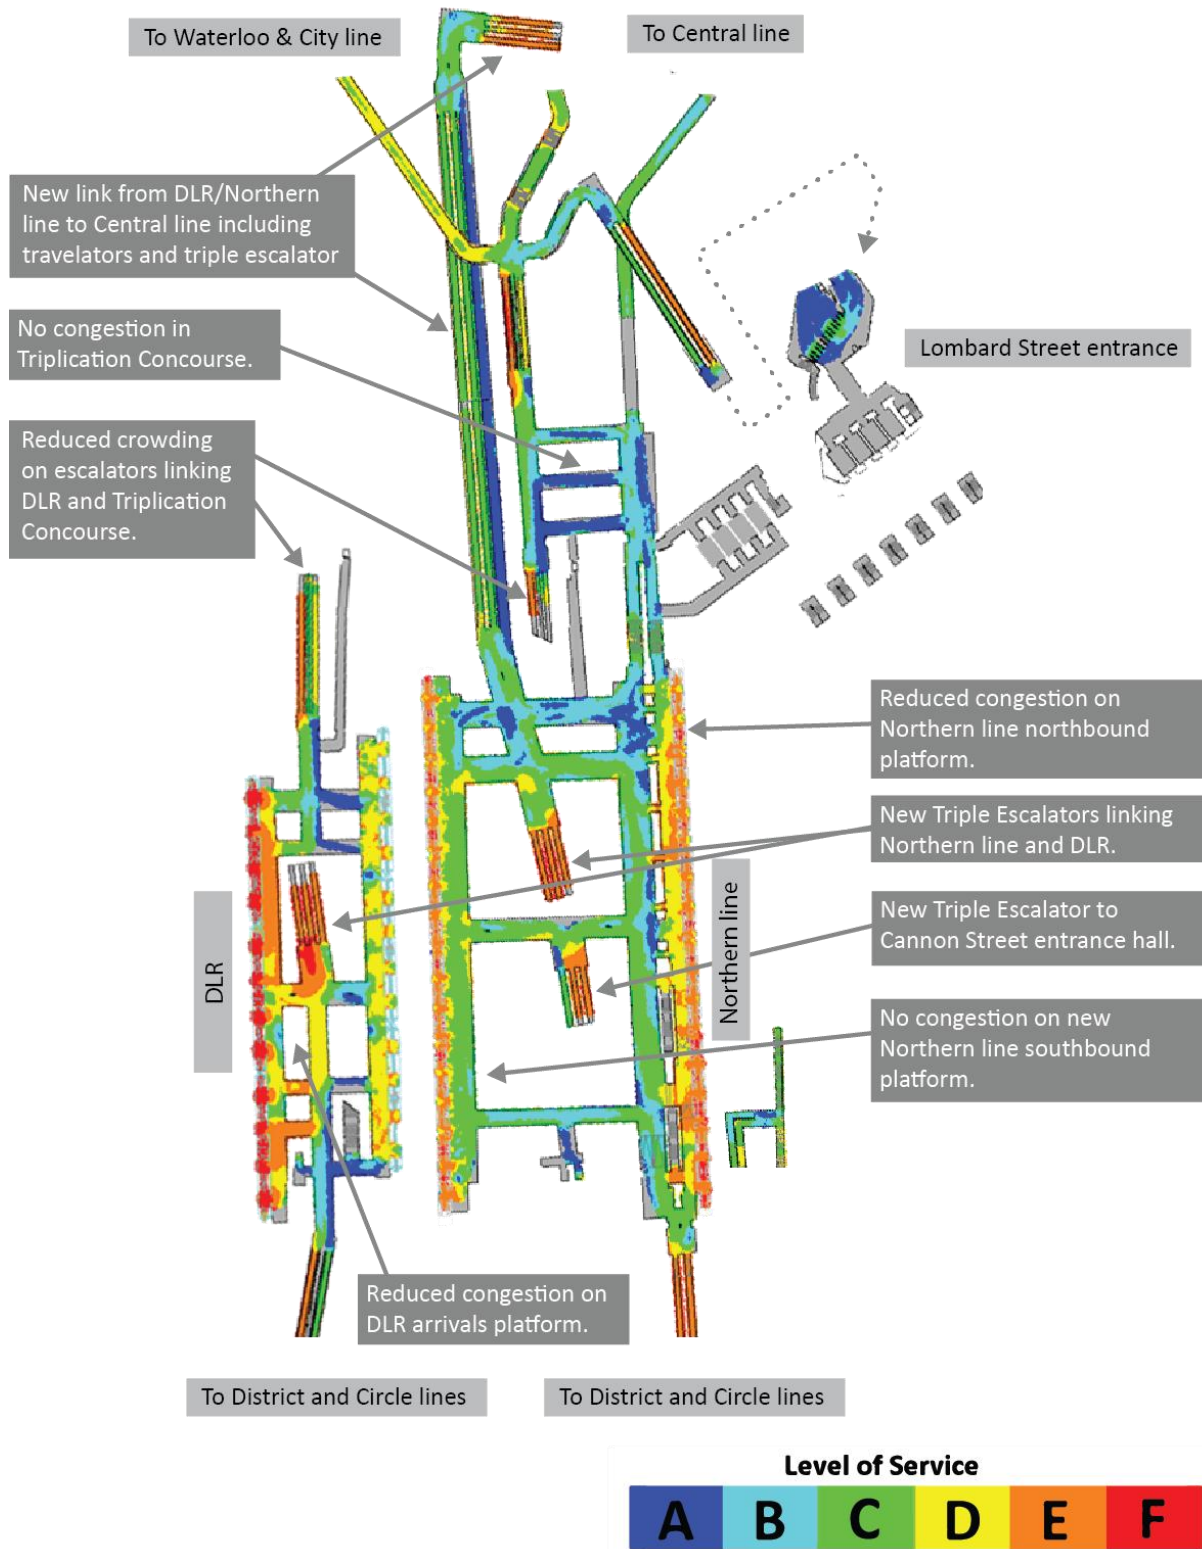 To Waterloo & City line
To Central line
New link from DLR/Northern
line to Central line including
travelators and triple escalator
No congestion in
Triplication Concourse.
Lombard Street entrance
Reduced crowding
on escalators linking
DLR and Triplication
Concourse.
Reduced congestion on
Northern line northbound
platform.
New Triple Escalators linking
Northern line and DLR.
New Triple Escalator to
Cannon Street entrance hall.
DLR
Northern line
No congestion on new
Northern line southbound
platform.
Reduced congestion on
DLR arrivals platform.
To District and Circle lines
To District and Circle lines
Level of Service
A B C D E F